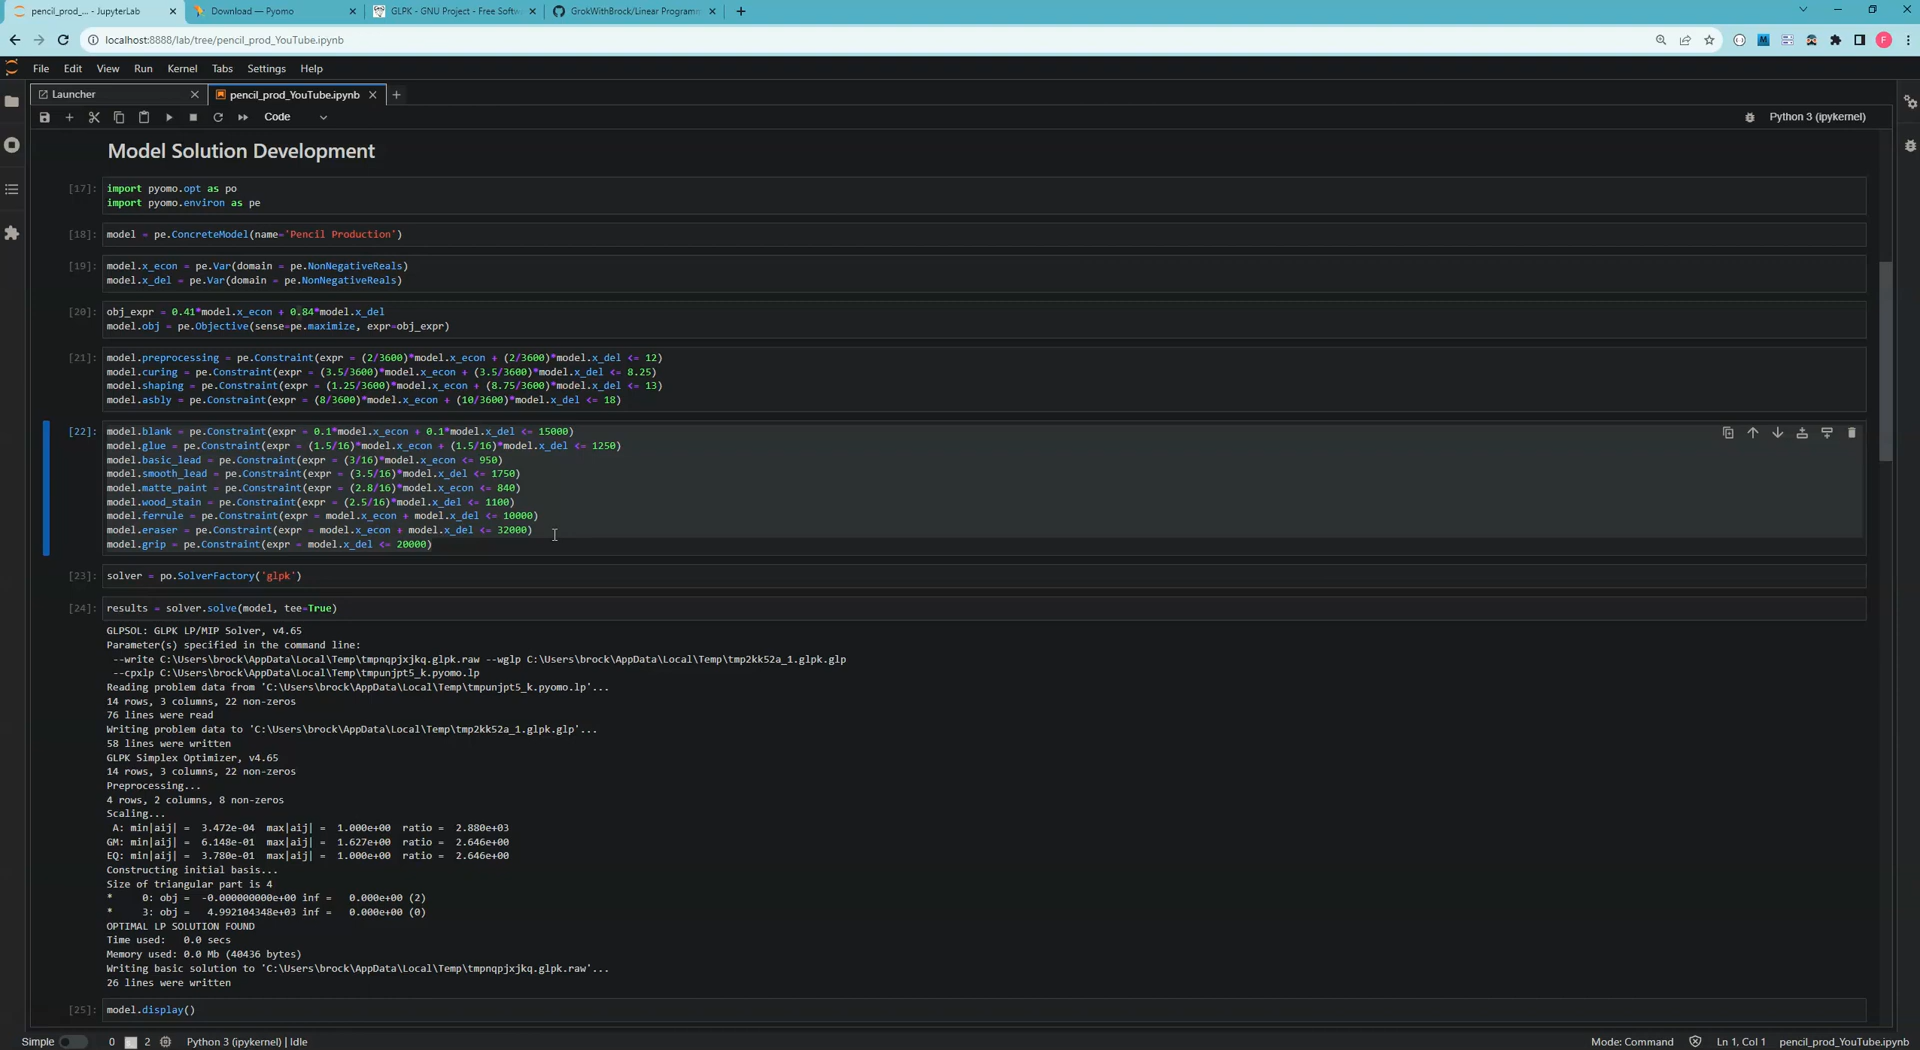 pencil_prod_... - JupyterLab
Download — Pyomo
GLPK - GNU Project - Free Softw
GrokWithBrock/Linear Programm
localhost:8888/lab/tree/pencil_prod_YouTube.ipynb
F
File Edit View Run Kernel Tabs Settings Help
Launcher
pencil_prod_YouTube.ipynb
Code
Python 3 (ipykernel)
Model Solution Development
[17]: import pyomo.opt as po
import pyomo.environ as pe
[18]: model = pe.ConcreteModel(name='Pencil Production')
[19]: model.x_econ = pe.Var(domain = pe.NonNegativeReals)
model.x_del = pe.Var(domain = pe.NonNegativeReals)
[20]: obj_expr = 0.41*model.x_econ + 0.84*model.x_del
model.obj = pe.Objective(sense=pe.maximize, expr=obj_expr)
[21]: model.preprocessing = pe.Constraint(expr = (2/3600)*model.x_econ + (2/3600)*model.x_del <= 12)
model.curing = pe.Constraint(expr = (3.5/3600)*model.x_econ + (3.5/3600)*model.x_del <= 8.25)
model.shaping = pe.Constraint(expr = (1.25/3600)*model.x_econ + (8.75/3600)*model.x_del <= 13)
model.asbly = pe.Constraint(expr = (8/3600)*model.x_econ + (10/3600)*model.x_del <= 18)
[22]: model.blank = pe.Constraint(expr = 0.1*model.x_econ + 0.1*model.x_del <= 15000)
model.glue = pe.Constraint(expr = (1.5/16)*model.x_econ + (1.5/16)*model.x_del <= 1250)
model.basic_lead = pe.Constraint(expr = (3/16)*model.x_econ <= 950)
model.smooth_lead = pe.Constraint(expr = (3.5/16)*model.x_del <= 1750)
model.matte_paint = pe.Constraint(expr = (2.8/16)*model.x_econ <= 840)
model.wood_stain = pe.Constraint(expr = (2.5/16)*model.x_del <= 1100)
model.ferrule = pe.Constraint(expr = model.x_econ + model.x_del <= 10000)
model.eraser = pe.Constraint(expr = model.x_econ + model.x_del <= 32000)
model.grip = pe.Constraint(expr = model.x_del <= 20000)
[23]: solver = po.SolverFactory('glpk')
[24]: results = solver.solve(model, tee=True)
GLPSOL: GLPK LP/MIP Solver, v4.65
Parameter(s) specified in the command line:
--write C:\Users\brock\AppData\Local\Temp\tmpnqpjxjkq.glpk.raw --wglp C:\Users\brock\AppData\Local\Temp\tmp2kk52a_1.glpk.glp
--cpxlp C:\Users\brock\AppData\Local\Temp\tmpunjpt5_k.pyomo.lp
Reading problem data from 'C:\Users\brock\AppData\Local\Temp\tmpunjpt5_k.pyomo.lp'...
14 rows, 3 columns, 22 non-zeros
76 lines were read
Writing problem data to 'C:\Users\brock\AppData\Local\Temp\tmp2kk52a_1.glpk.glp'...
58 lines were written
GLPK Simplex Optimizer, v4.65
14 rows, 3 columns, 22 non-zeros
Preprocessing...
4 rows, 2 columns, 8 non-zeros
Scaling...
A: min|aij| = 3.472e-04 max|aij| = 1.000e+00 ratio = 2.880e+03
GM: min|aij| = 6.148e-01 max|aij| = 1.627e+00 ratio = 2.646e+00
EQ: min|aij| = 3.780e-01 max|aij| = 1.000e+00 ratio = 2.646e+00
Constructing initial basis...
Size of triangular part is 4
* 0: obj = -0.000000000e+00 inf = 0.000e+00 (2)
* 3: obj = 4.992104348e+03 inf = 0.000e+00 (0)
OPTIMAL LP SOLUTION FOUND
Time used: 0.0 secs
Memory used: 0.0 Mb (40436 bytes)
Writing basic solution to 'C:\Users\brock\AppData\Local\Temp\tmpnqpjxjkq.glpk.raw'...
26 lines were written
[25]: model.display()
Simple 0 2 Python 3 (ipykernel) | Idle Mode: Command Ln 1, Col 1 pencil_prod_YouTube.ipynb